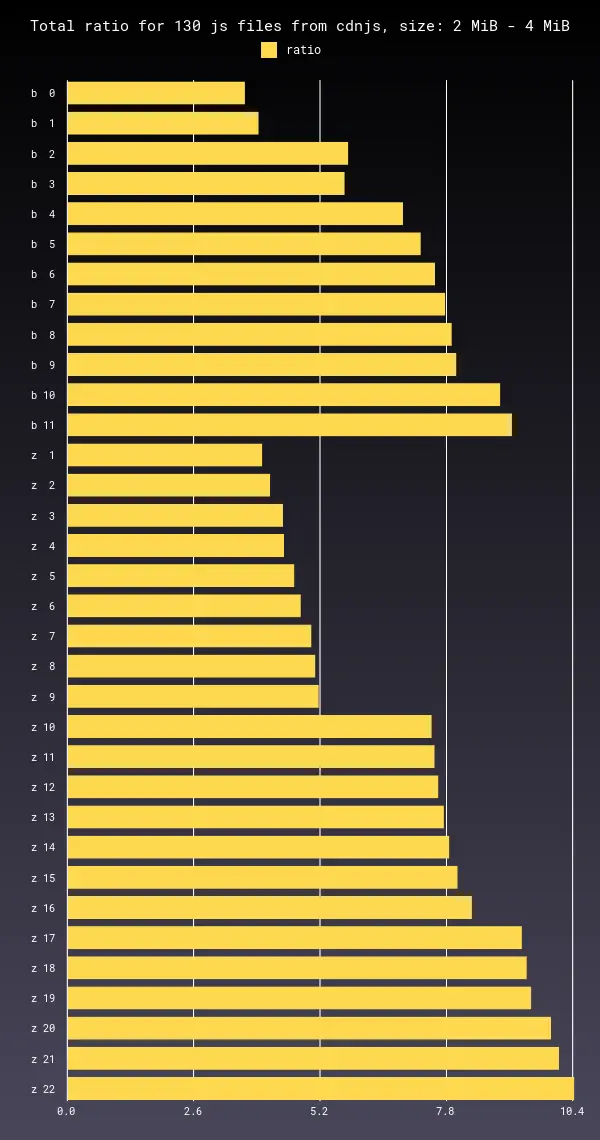 Total ratio for 130 js files from cdnjs, size: 2 MiB - 4 MiB
ratio
b 0
b 1
b 2
b 3
b 4
b 5
b 6
b 7
b 8
b 9
b 10
b 11
z 1
z 2
z 3
z 4
z 5
z 6
z 7
z 8
z 9
z 10
z 11
z 12
z 13
z 14
z 15
z 16
z 17
z 18
z 19
z 20
z 21
z 22
0.0 2.6 5.2 7.8 10.4